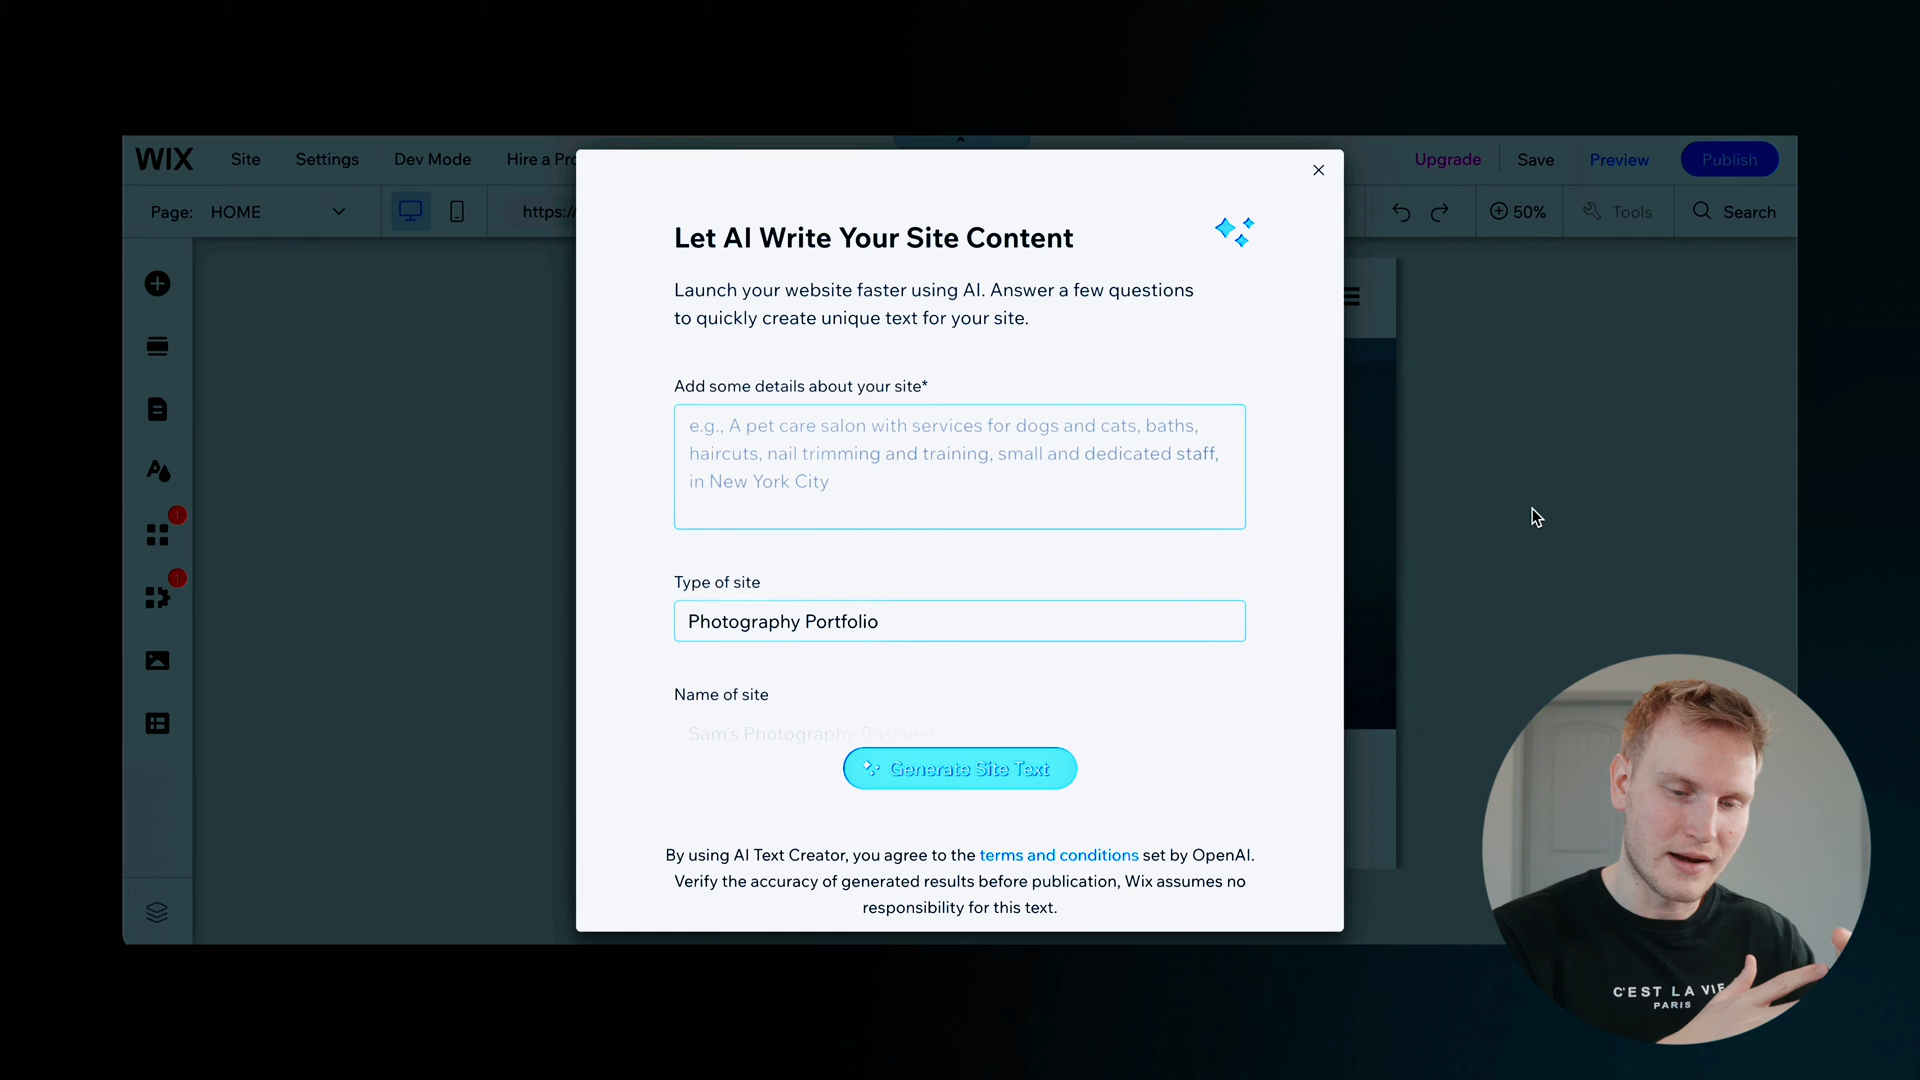 WIX Site Settings Dev Mode Hire a Pro Upgrade Save Preview Publish
Page: HOME https:// 50% Tools Search
Let AI Write Your Site Content
Launch your website faster using AI. Answer a few questions
to quickly create unique text for your site.
Add some details about your site*
e.g., A pet care salon with services for dogs and cats, baths,
haircuts, nail trimming and training, small and dedicated staff,
in New York City
1
Type of site
1
Photography Portfolio
Name of site
Sam's Photography Business
Generate Site Text
By using AI Text Creator, you agree to the terms and conditions set by OpenAI.
Verify the accuracy of generated results before publication, Wix assumes no
responsibility for this text.
C'EST LA VIE
PARIS